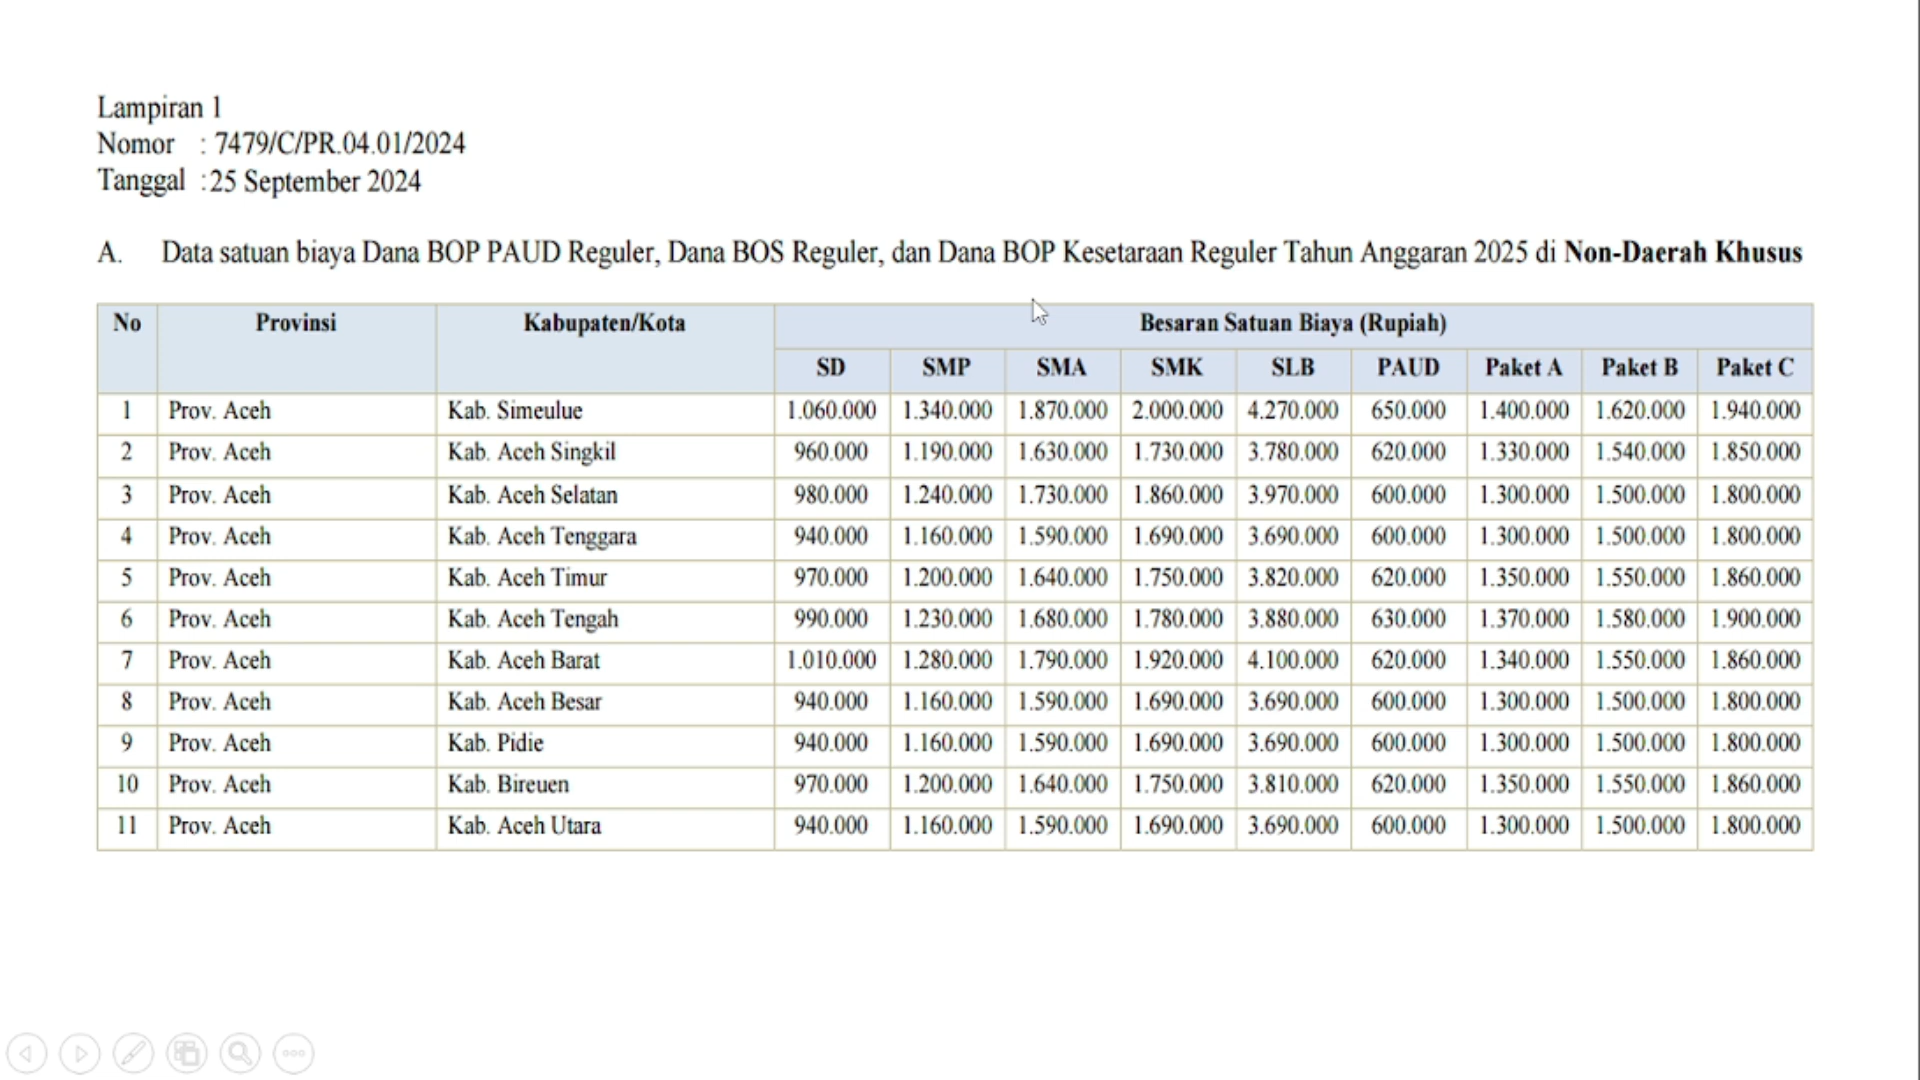 Lampiran 1
Nomor : 7479/C/PR.04.01/2024
Tanggal : 25 September 2024
A. Data satuan biaya Dana BOP PAUD Reguler, Dana BOS Reguler, dan Dana BOP Kesetaraan Reguler Tahun Anggaran 2025 di Non-Daerah Khusus
No Provinsi Kabupaten/Kota Besaran Satuan Biaya (Rupiah)
SD SMP SMA SMK SLB PAUD Paket A Paket B Paket C
1 Prov. Aceh Kab. Simeulue 1.060.000 1.340.000 1.870.000 2.000.000 4.270.000 650.000 1.400.000 1.620.000 1.940.000
2 Prov. Aceh Kab. Aceh Singkil 960.000 1.190.000 1.630.000 1.730.000 3.780.000 620.000 1.330.000 1.540.000 1.850.000
3 Prov. Aceh Kab. Aceh Selatan 980.000 1.240.000 1.730.000 1.860.000 3.970.000 600.000 1.300.000 1.500.000 1.800.000
4 Prov. Aceh Kab. Aceh Tenggara 940.000 1.160.000 1.590.000 1.690.000 3.690.000 600.000 1.300.000 1.500.000 1.800.000
5 Prov. Aceh Kab. Aceh Timur 970.000 1.200.000 1.640.000 1.750.000 3.820.000 620.000 1.350.000 1.550.000 1.860.000
6 Prov. Aceh Kab. Aceh Tengah 990.000 1.230.000 1.680.000 1.780.000 3.880.000 630.000 1.370.000 1.580.000 1.900.000
7 Prov. Aceh Kab. Aceh Barat 1.010.000 1.280.000 1.790.000 1.920.000 4.100.000 620.000 1.340.000 1.550.000 1.860.000
8 Prov. Aceh Kab. Aceh Besar 940.000 1.160.000 1.590.000 1.690.000 3.690.000 600.000 1.300.000 1.500.000 1.800.000
9 Prov. Aceh Kab. Pidie 940.000 1.160.000 1.590.000 1.690.000 3.690.000 600.000 1.300.000 1.500.000 1.800.000
10 Prov. Aceh Kab. Bireuen 970.000 1.200.000 1.640.000 1.750.000 3.810.000 620.000 1.350.000 1.550.000 1.860.000
11 Prov. Aceh Kab. Aceh Utara 940.000 1.160.000 1.590.000 1.690.000 3.690.000 600.000 1.300.000 1.500.000 1.800.000